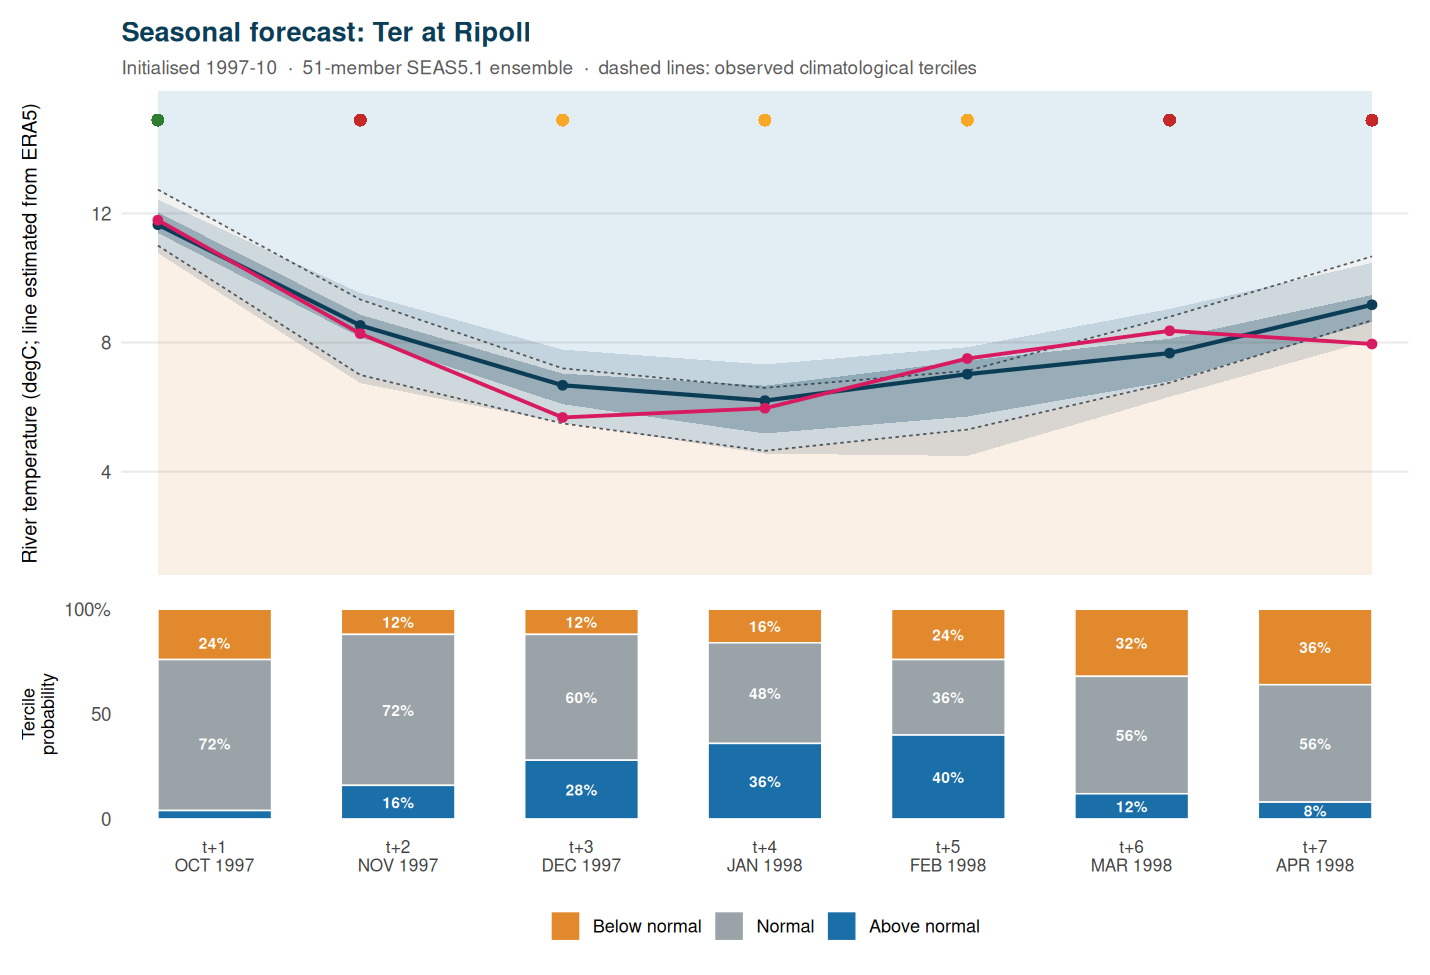 Seasonal forecast: Ter at Ripoll
Initialised 1997-10 · 51-member SEAS5.1 ensemble · dashed lines: observed climatological terciles
River temperature (degC; line estimated from ERA5)
12
8
4
Tercile
probability
100%
50
0
24% 12% 12% 16% 24% 32% 36%
72% 72% 60% 48% 36% 56% 56%
16% 28% 36% 40% 12% 8%
t+1 t+2 t+3 t+4 t+5 t+6 t+7
OCT 1997 NOV 1997 DEC 1997 JAN 1998 FEB 1998 MAR 1998 APR 1998
Below normal Normal Above normal